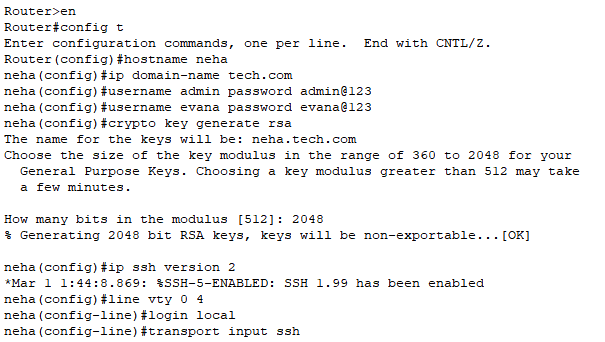 Router>en
Router#config t
Enter configuration commands, one per line.  End with CNTL/Z.
Router(config)#hostname neha
neha(config)#ip domain-name tech.com
neha(config)#username admin password admin@123
neha(config)#username evana password evana@123
neha(config)#crypto key generate rsa
The name for the keys will be: neha.tech.com
Choose the size of the key modulus in the range of 360 to 2048 for your
  General Purpose Keys. Choosing a key modulus greater than 512 may take
  a few minutes.

How many bits in the modulus [512]: 2048
% Generating 2048 bit RSA keys, keys will be non-exportable...[OK]

neha(config)#ip ssh version 2
*Mar 1 1:44:8.869: %SSH-5-ENABLED: SSH 1.99 has been enabled
neha(config)#line vty 0 4
neha(config-line)#login local
neha(config-line)#transport input ssh